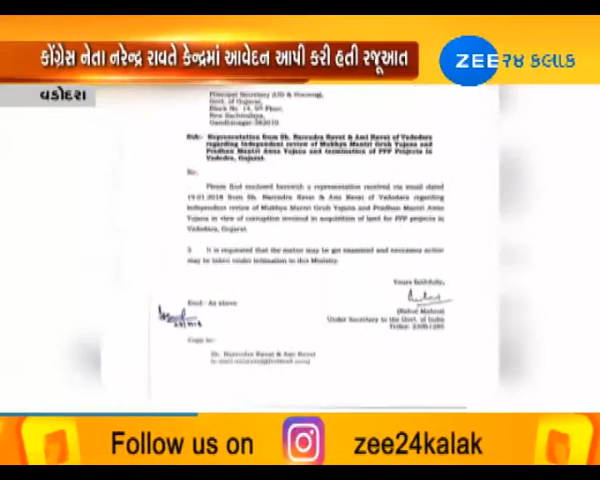 કોંગ્રેસ નેતા નરેન્દ્ર રાવતે કેન્દ્રમાં આવેદન આપી કરી હતી રજૂઆત
ZEE ૨૪ કલાક
વડોદરા
Principal Secretary (UD & Housing),
Govt. of Gujarat,
Block No. 14, 9th Floor,
New Sachivalaya,
Gandhinagar-382010
Sub:- Representation from Sh. Narendra Ravat & Ami Ravat of Vadodara
regarding independent review of Mukhya Mantri Gruh Yojana and
Pradhan Mantri Awas Yojana and termination of PPP Projects in
Vadodra, Gujarat.
Sir,
Please find enclosed herewith a representation received via email dated
19.01.2018 from Sh. Narendra Ravat & Ami Ravat of Vadodara regarding
independent review of Mukhya Mantri Gruh Yojana and Pradhan Mantri Awas
Yojana in view of corruption involved in acquisition of land for PPP projects in
Vadodara, Gujarat.
2. It is requested that the matter may be got examined and necessary action
may be taken under intimation to this Ministry.
Yours faithfully,
Encl:- As above
Under Secretary to the Govt. of India
Copy to:-
Sh. Narendra Ravat & Ami Ravat
Follow us on zee24kalak